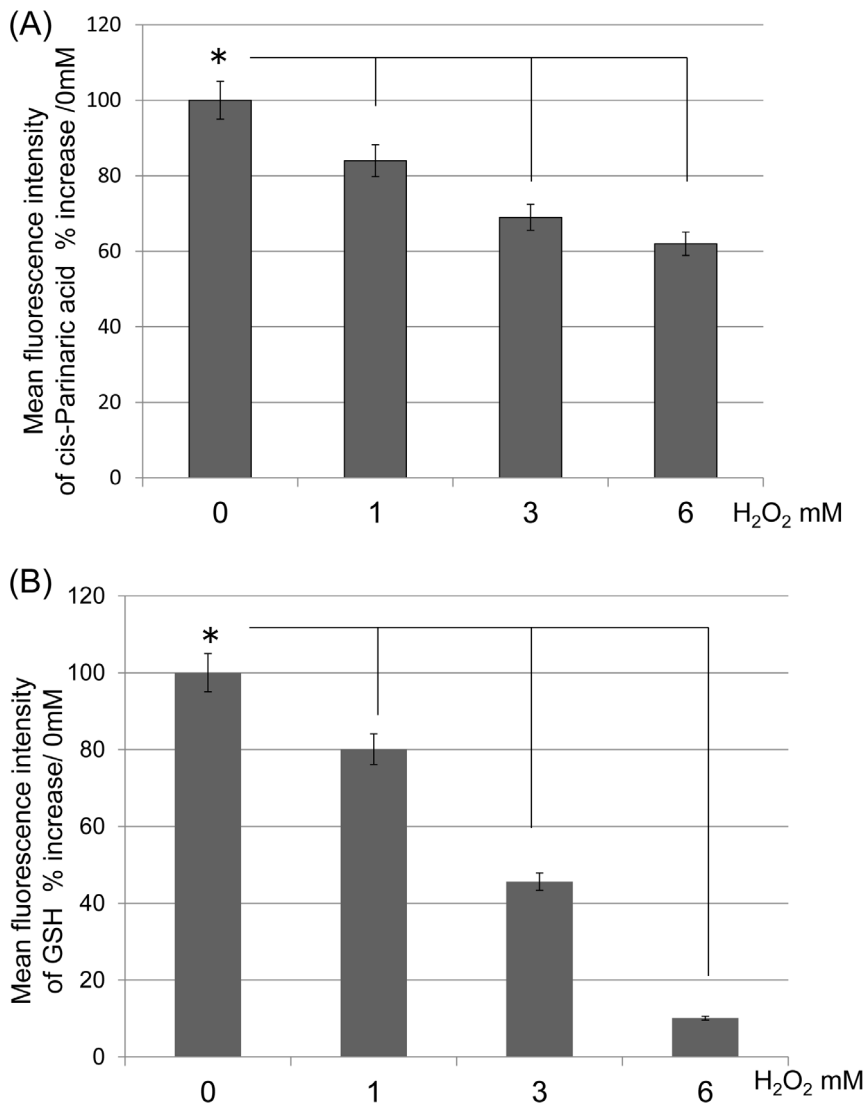 (A)
120
100
80
60
40
20
0
Mean fluorescence intensity
of cis-Parinaric acid % increase /0mM
*
0 1 3 6 H₂O₂ mM
(B)
120
100
80
60
40
20
0
Mean fluorescence intensity
of GSH % increase/ 0mM
*
0 1 3 6 H₂O₂ mM